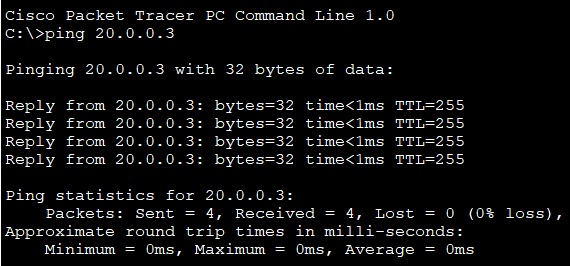 Cisco Packet Tracer PC Command Line 1.0
C:\>ping 20.0.0.3
Pinging 20.0.0.3 with 32 bytes of data:
Reply from 20.0.0.3: bytes=32 time<1ms TTL=255
Reply from 20.0.0.3: bytes=32 time<1ms TTL=255
Reply from 20.0.0.3: bytes=32 time<1ms TTL=255
Reply from 20.0.0.3: bytes=32 time<1ms TTL=255
Ping statistics for 20.0.0.3:
    Packets: Sent = 4, Received = 4, Lost = 0 (0% loss),
Approximate round trip times in milli-seconds:
    Minimum = 0ms, Maximum = 0ms, Average = 0ms